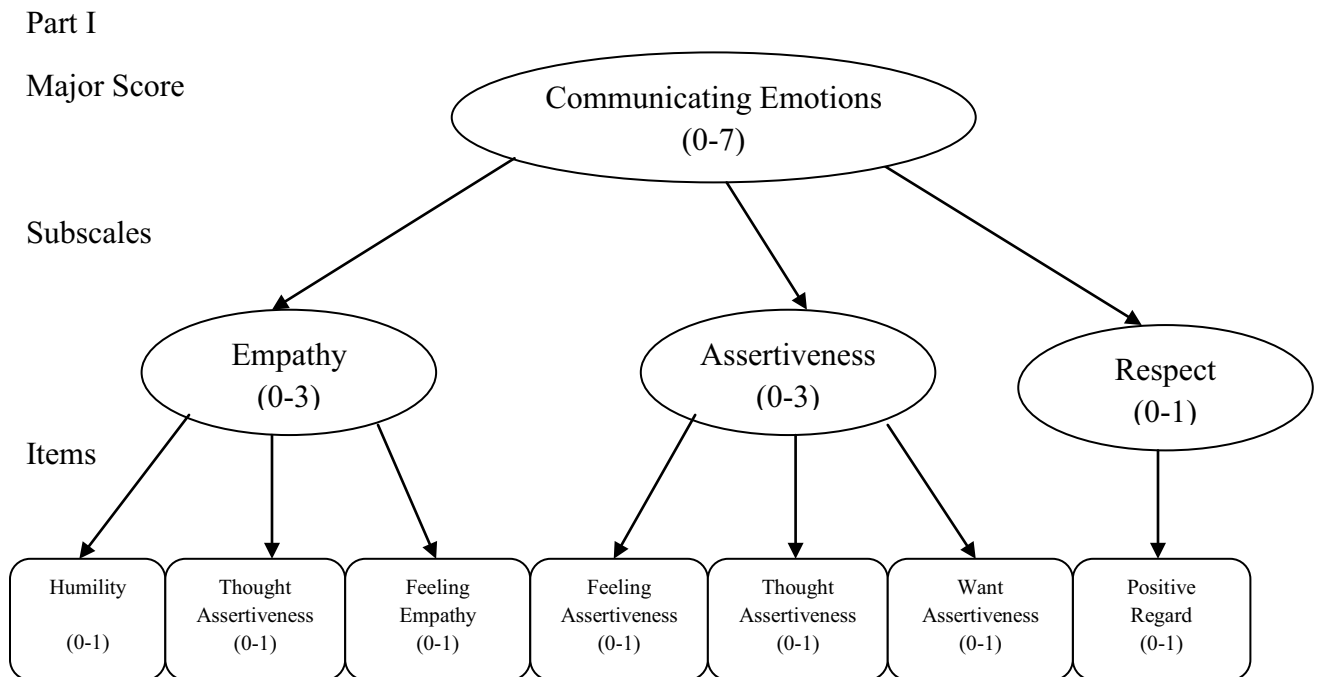 Part I
Major Score
Communicating Emotions
(0-7)
Subscales
Empathy
(0-3)
Assertiveness
(0-3)
Respect
(0-1)
Items
Humility
(0-1)
Thought
Assertiveness
(0-1)
Feeling
Empathy
(0-1)
Feeling
Assertiveness
(0-1)
Thought
Assertiveness
(0-1)
Want
Assertiveness
(0-1)
Positive
Regard
(0-1)